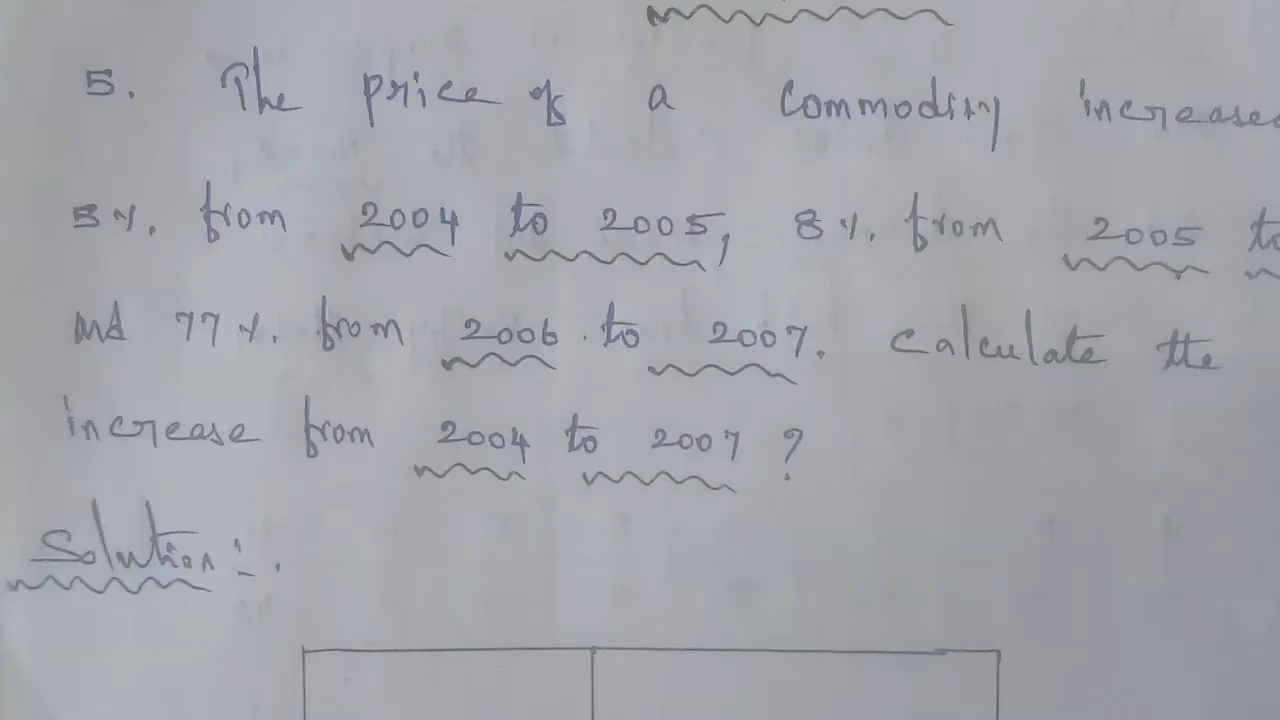 5. The price of a commodity increased
5%. from 2004 to 2005, 8%. from 2005 to
and 77%. from 2006 to 2007. Calculate the
increase from 2004 to 2007 ?
Solution :-.